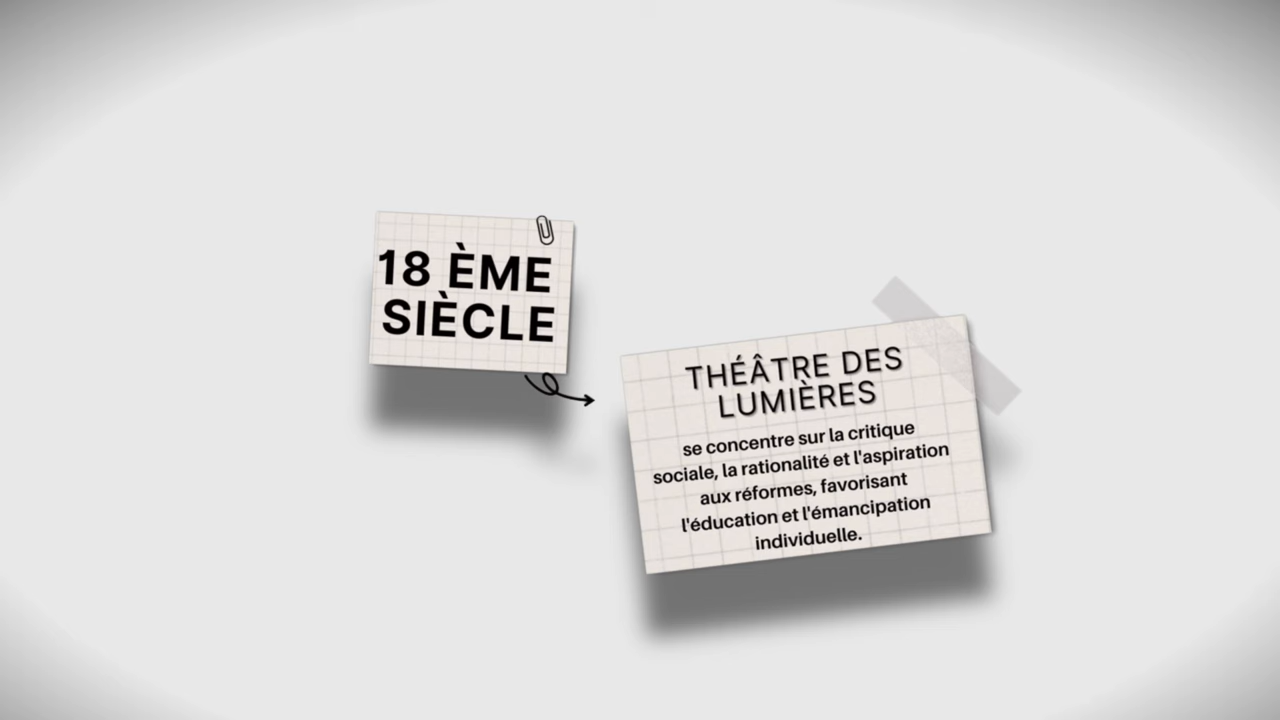 18 ÈME
SIÈCLE
THÉÂTRE DES
LUMIÈRES
se concentre sur la critique
sociale, la rationalité et l'aspiration
aux réformes, favorisant
l'éducation et l'émancipation
individuelle.